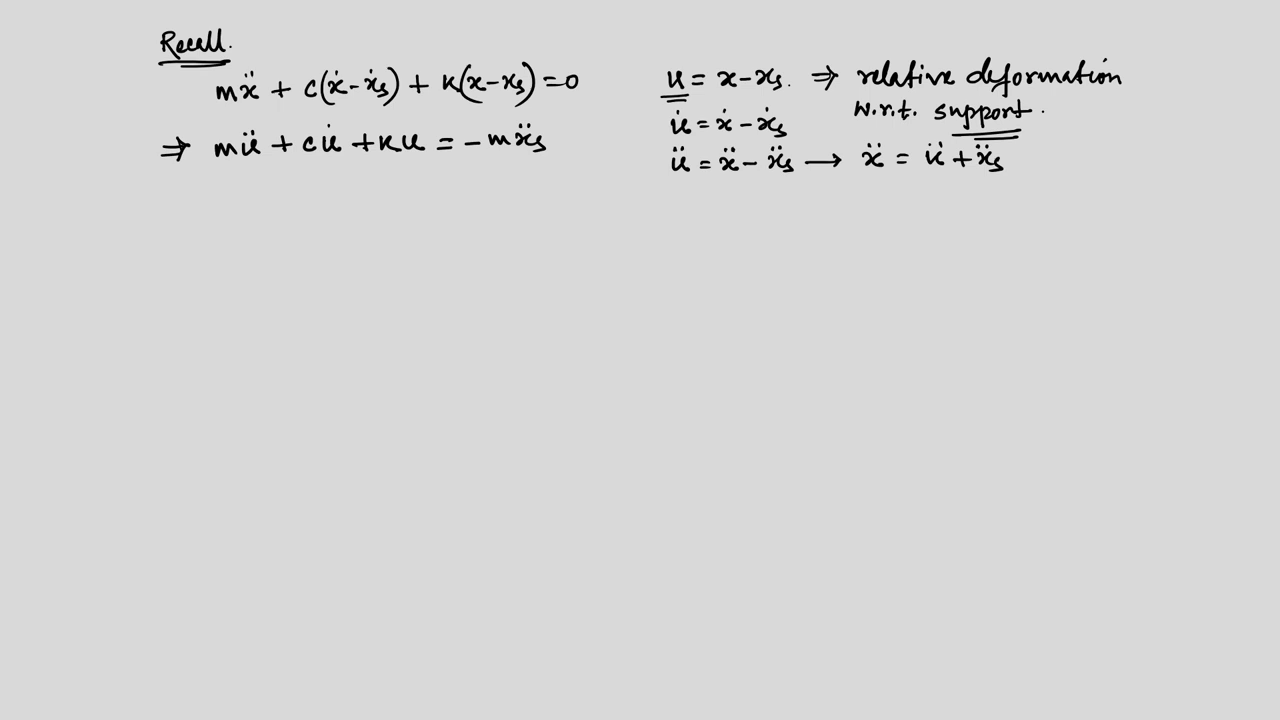 Recall.
mẍ + c(ẋ-ẋₛ) + k(x-xₛ)=0
⇒ mü + cu̇ + ku = -mẍₛ
u = x-xₛ. ⇒ relative deformation
w.r.t. support.
u̇ = ẋ-ẋₛ
ü = ẍ-ẍₛ → ẍ = ü+ẍₛ